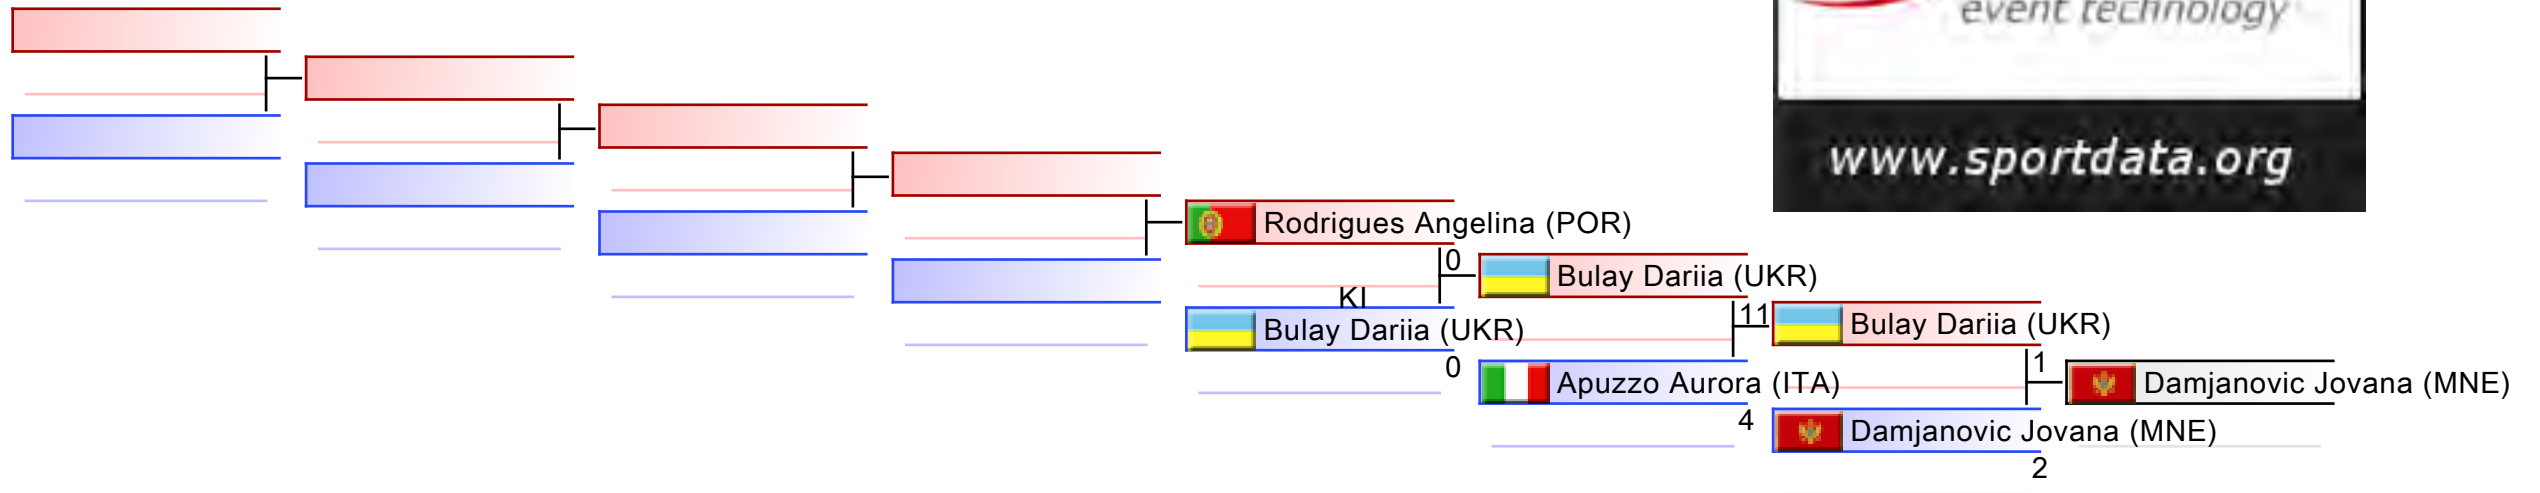 event technology
www.sportdata.org
Rodrigues Angelina (POR)
0
KI
Bulay Dariia (UKR)
0
Bulay Dariia (UKR)
11
Apuzzo Aurora (ITA)
4
Bulay Dariia (UKR)
1
Damjanovic Jovana (MNE)
2
Damjanovic Jovana (MNE)